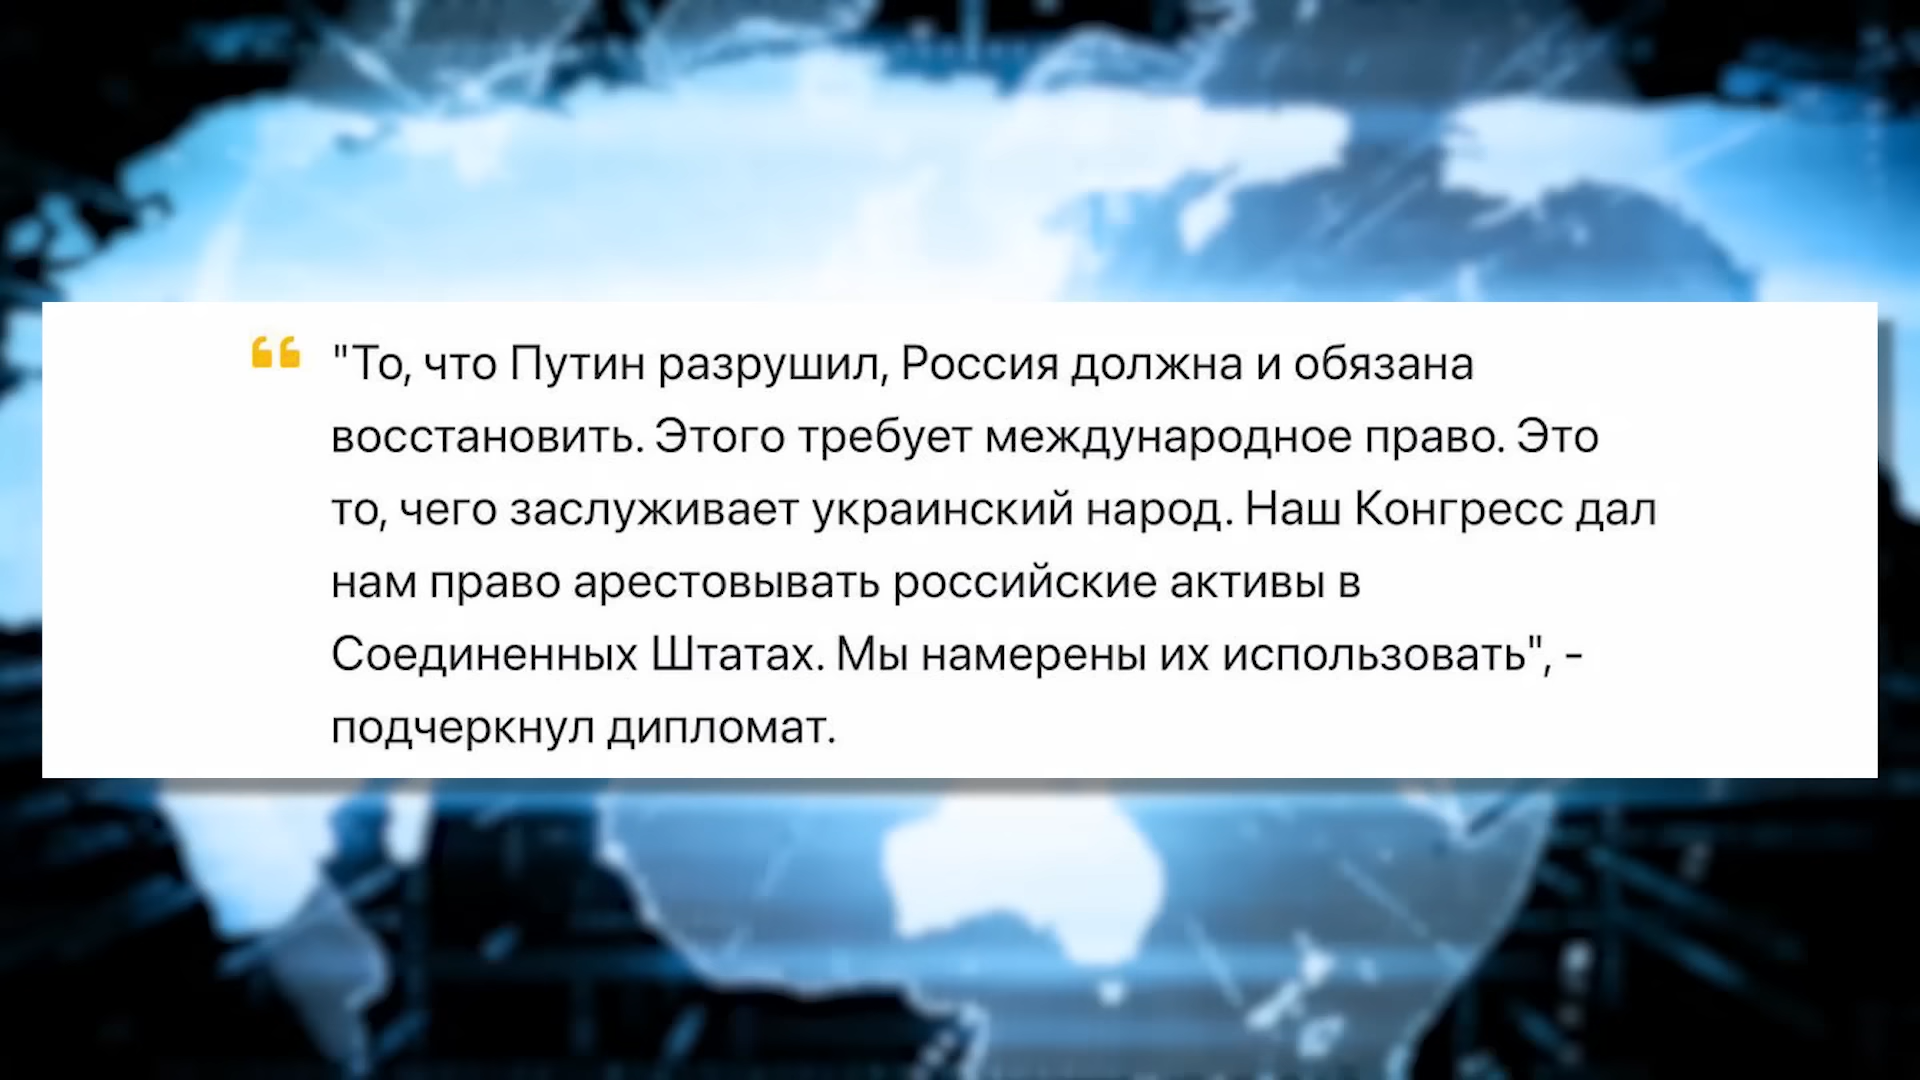 "То, что Путин разрушил, Россия должна и обязана
восстановить. Этого требует международное право. Это
то, чего заслуживает украинский народ. Наш Конгресс дал
нам право арестовывать российские активы в
Соединенных Штатах. Мы намерены их использовать", -
подчеркнул дипломат.